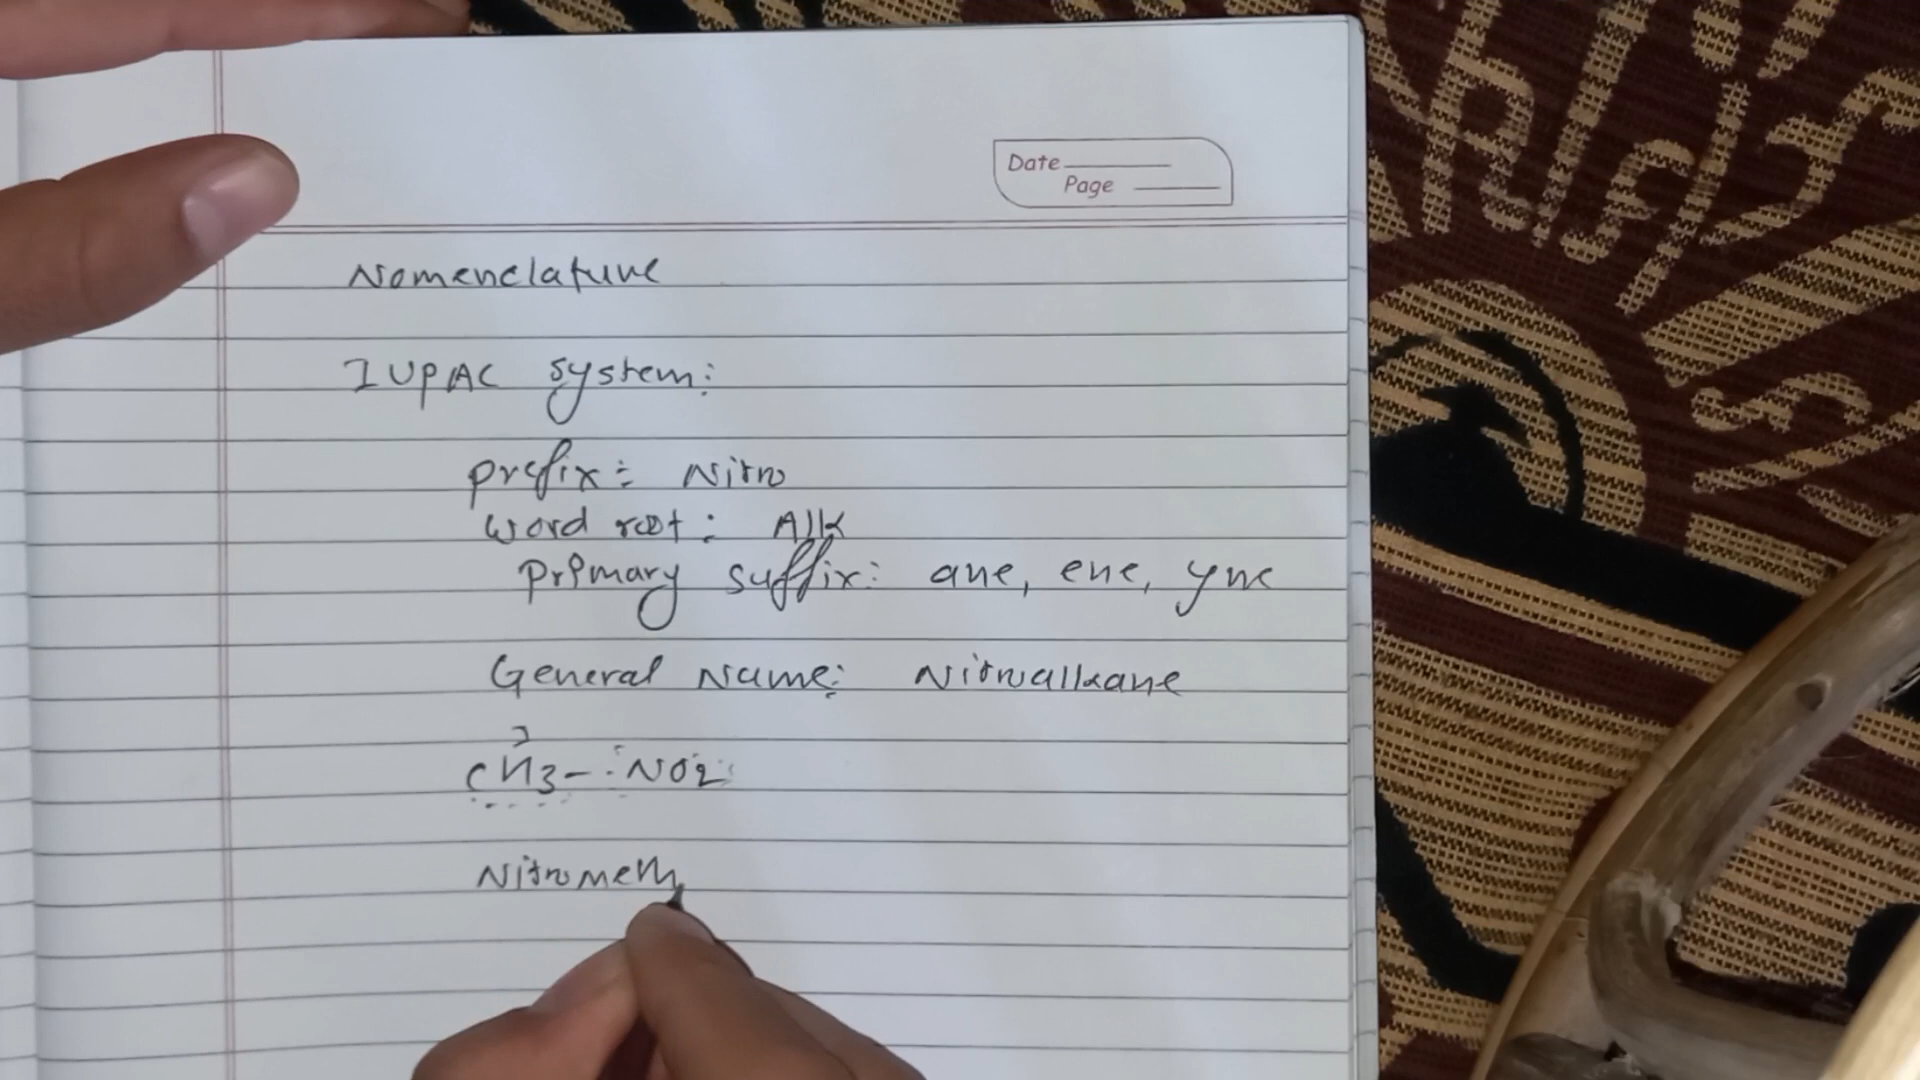 Date
Page
Nomenclature
IUPAC system:
prefix: Nitro
word root: Alk
Primary suffix: ane, ene, yne
General Name: Nitroalkane
CH3 - NO2
Nitrometh